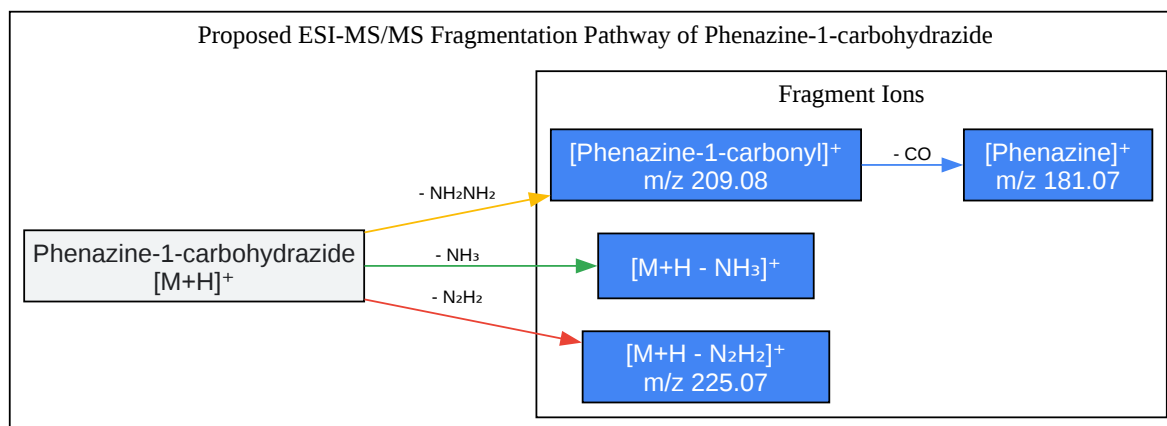 Proposed ESI-MS/MS Fragmentation Pathway of Phenazine-1-carbohydrazide
Fragment Ions
[Phenazine-1-carbonyl]⁺
m/z 209.08
- CO
[Phenazine]⁺
m/z 181.07
- NH₂NH₂
Phenazine-1-carbohydrazide
[M+H]⁺
- NH₃
[M+H - NH₃]⁺
- N₂H₂
[M+H - N₂H₂]⁺
m/z 225.07